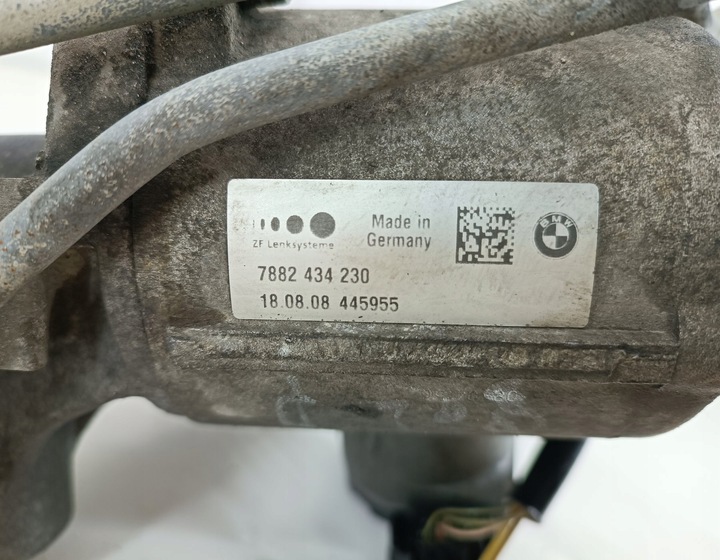 ZF Lenksysteme
Made in
Germany
BMW
7882 434 230
18.08.08 445955